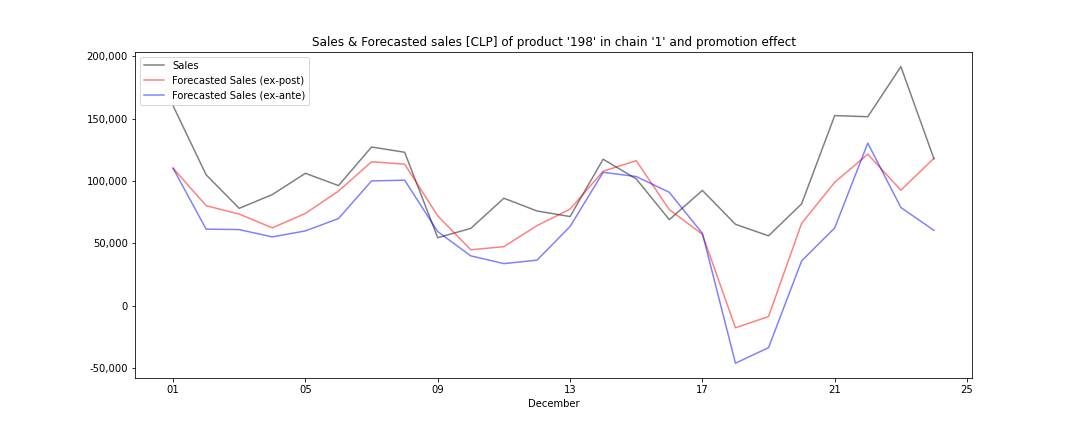 Sales & Forecasted sales [CLP] of product '198' in chain '1' and promotion effect
Sales
Forecasted Sales (ex-post)
Forecasted Sales (ex-ante)
200,000
150,000
100,000
50,000
0
-50,000
01 05 09 13 17 21 25
December